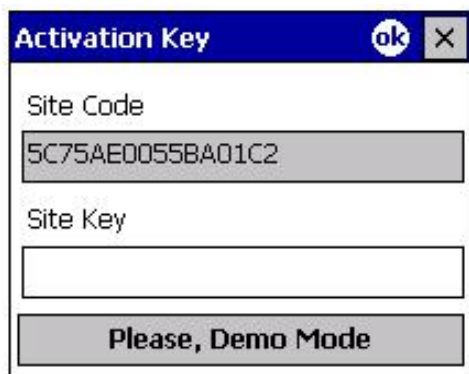 Activation Key ok
Site Code
5C75AE0055BA01C2
Site Key
Please, Demo Mode